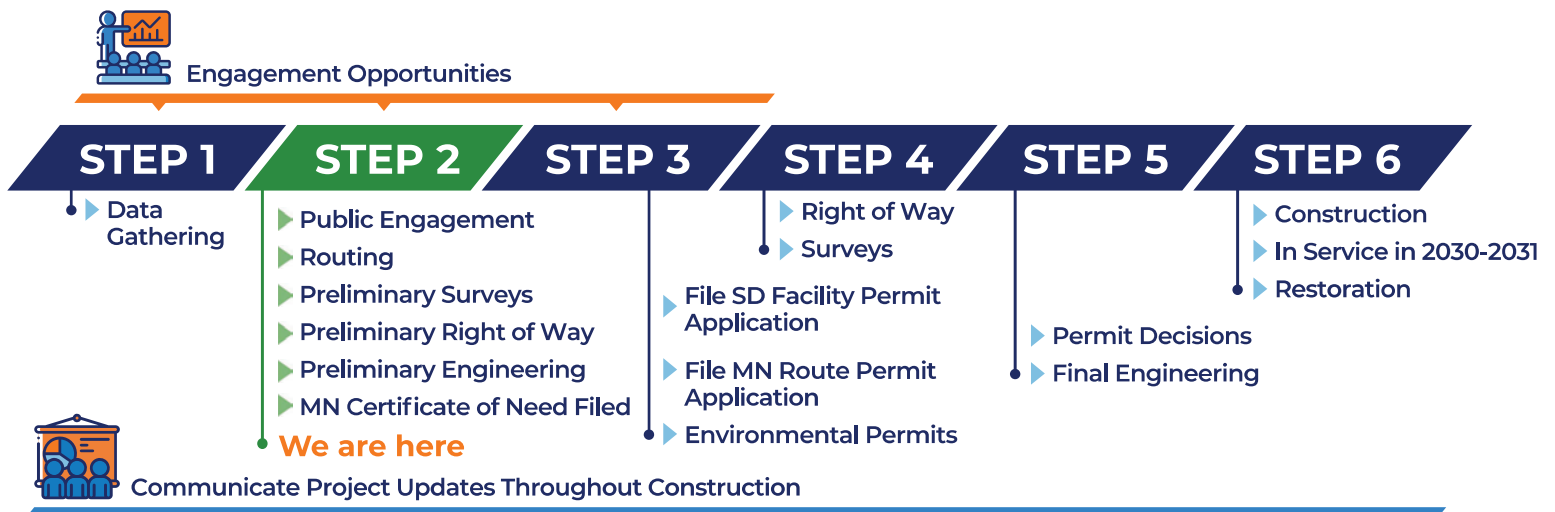 Engagement Opportunities
STEP 1
Data
Gathering
STEP 2
Public Engagement
Routing
Preliminary Surveys
Preliminary Right of Way
Preliminary Engineering
MN Certificate of Need Filed
We are here
STEP 3
File SD Facility Permit
Application
File MN Route Permit
Application
Environmental Permits
STEP 4
Right of Way
Surveys
STEP 5
Permit Decisions
Final Engineering
STEP 6
Construction
In Service in 2030-2031
Restoration
Communicate Project Updates Throughout Construction